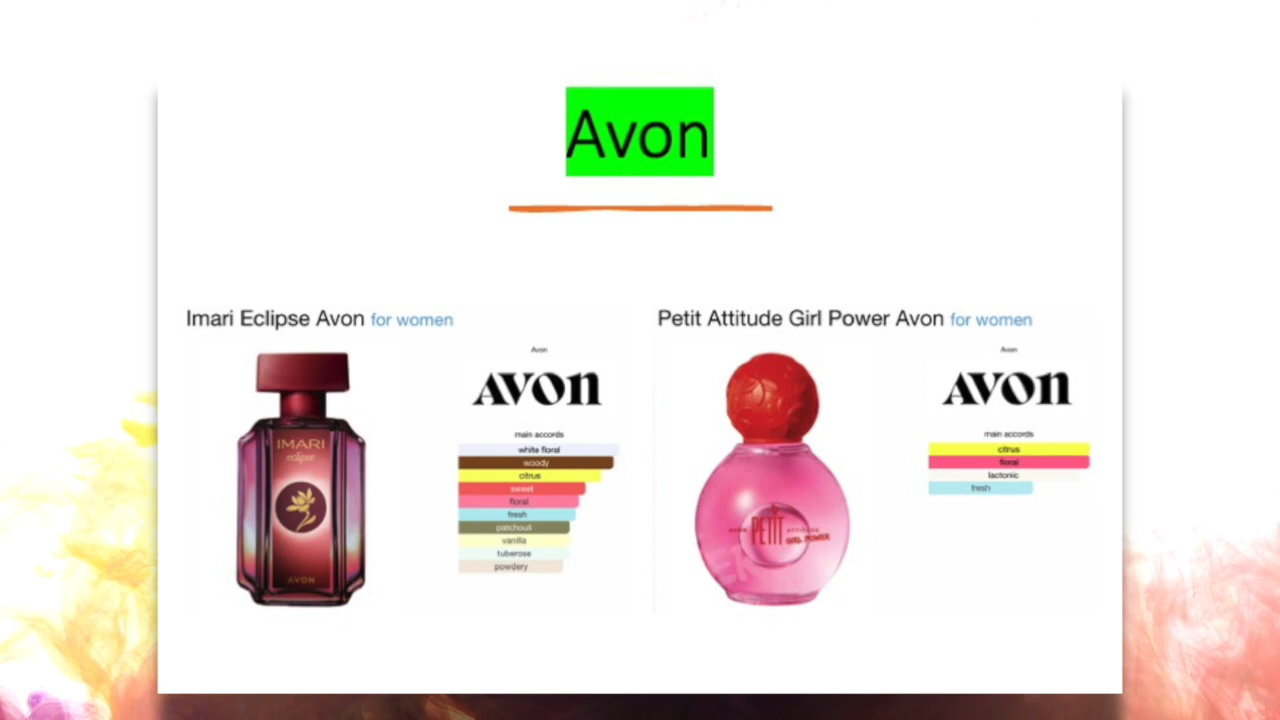 Avon
Imari Eclipse Avon for women
Avon
AVON
main accords
white floral
woody
citrus
sweet
floral
fresh
patchouli
vanilla
tuberose
powdery
IMARI
eclipse
AVON
Petit Attitude Girl Power Avon for women
Avon
AVON
main accords
citrus
floral
lactonic
fresh
AVON PETIT ATTITUDE
GIRL POWER